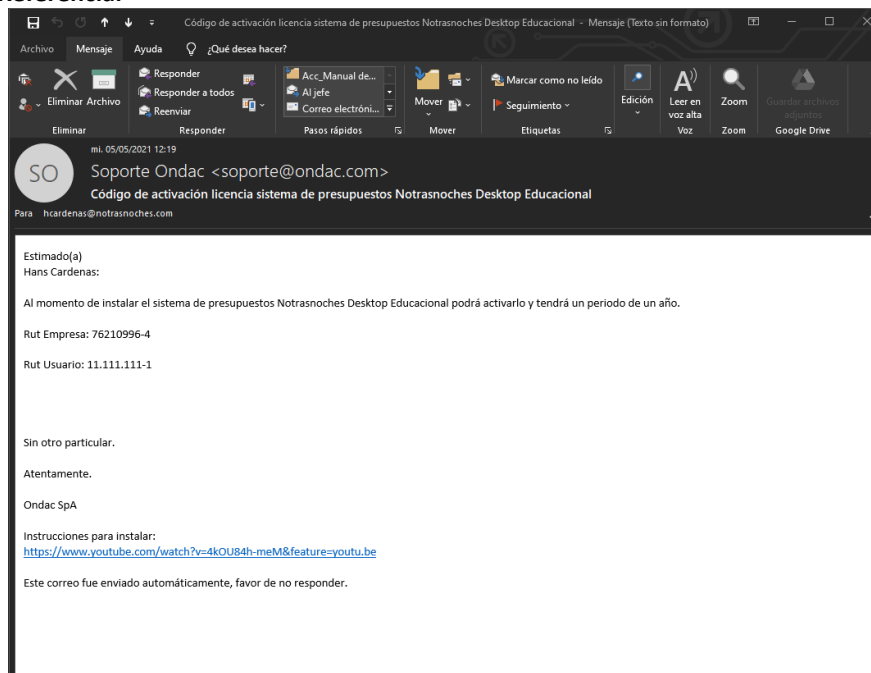 Referencia:
Código de activación licencia sistema de presupuestos Notrasnoches Desktop Educacional - Mensaje (Texto sin formato)
Archivo Mensaje Ayuda ¿Qué desea hacer?
Eliminar Archivo
Responder
Responder a todos
Reenviar
Acc_Manual de...
Al jefe
Correo electróni...
Mover
Marcar como no leído
Seguimiento
Edición
Leer en
voz alta
Zoom
Guardar archivos
adjuntos
Eliminar Responder Pasos rápidos Mover Etiquetas Voz Zoom Google Drive
mi. 05/05/2021 12:19
SO
Soporte Ondac <soporte@ondac.com>
Código de activación licencia sistema de presupuestos Notrasnoches Desktop Educacional
Para hcardenas@notrasnoches.com
Estimado(a)
Hans Cardenas:
Al momento de instalar el sistema de presupuestos Notrasnoches Desktop Educacional podrá activarlo y tendrá un periodo de un año.
Rut Empresa: 76210996-4
Rut Usuario: 11.111.111-1
Sin otro particular.
Atentamente.
Ondac SpA
Instrucciones para instalar:
https://www.youtube.com/watch?v=4kOU84h-meM&feature=youtu.be
Este correo fue enviado automáticamente, favor de no responder.